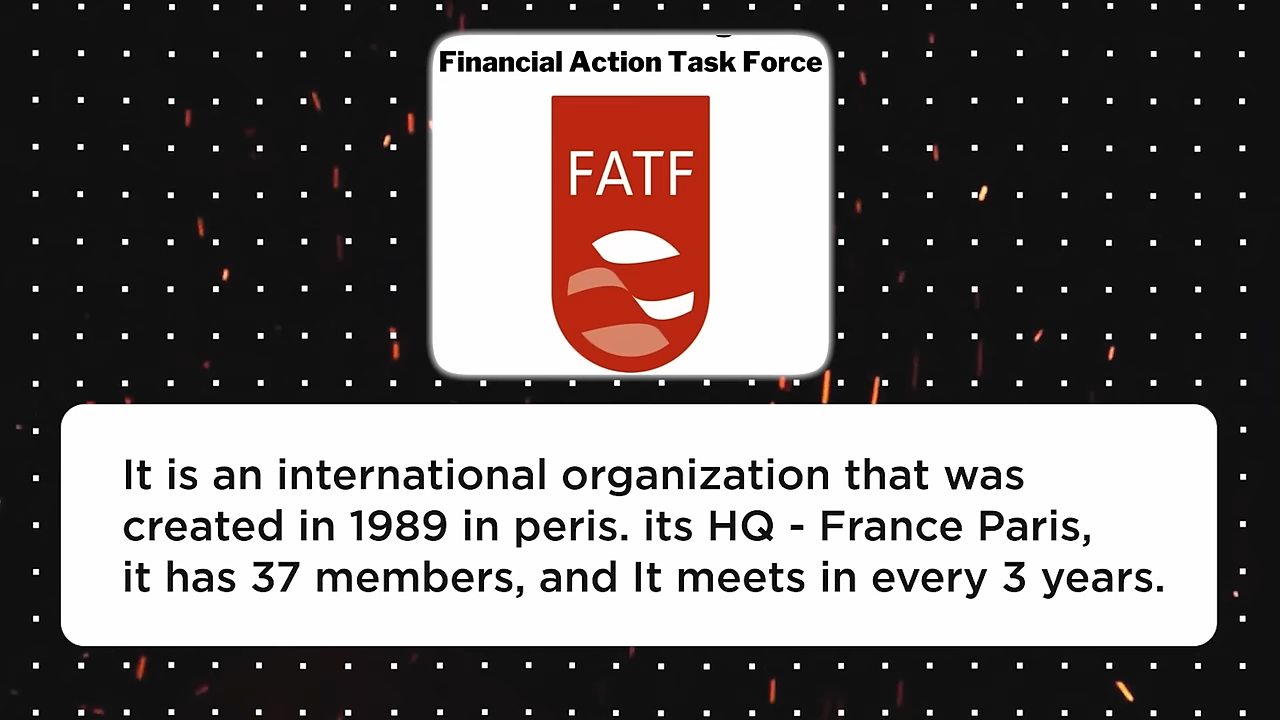 Financial Action Task Force
FATF
It is an international organization that was
created in 1989 in peris. its HQ - France Paris,
it has 37 members, and It meets in every 3 years.